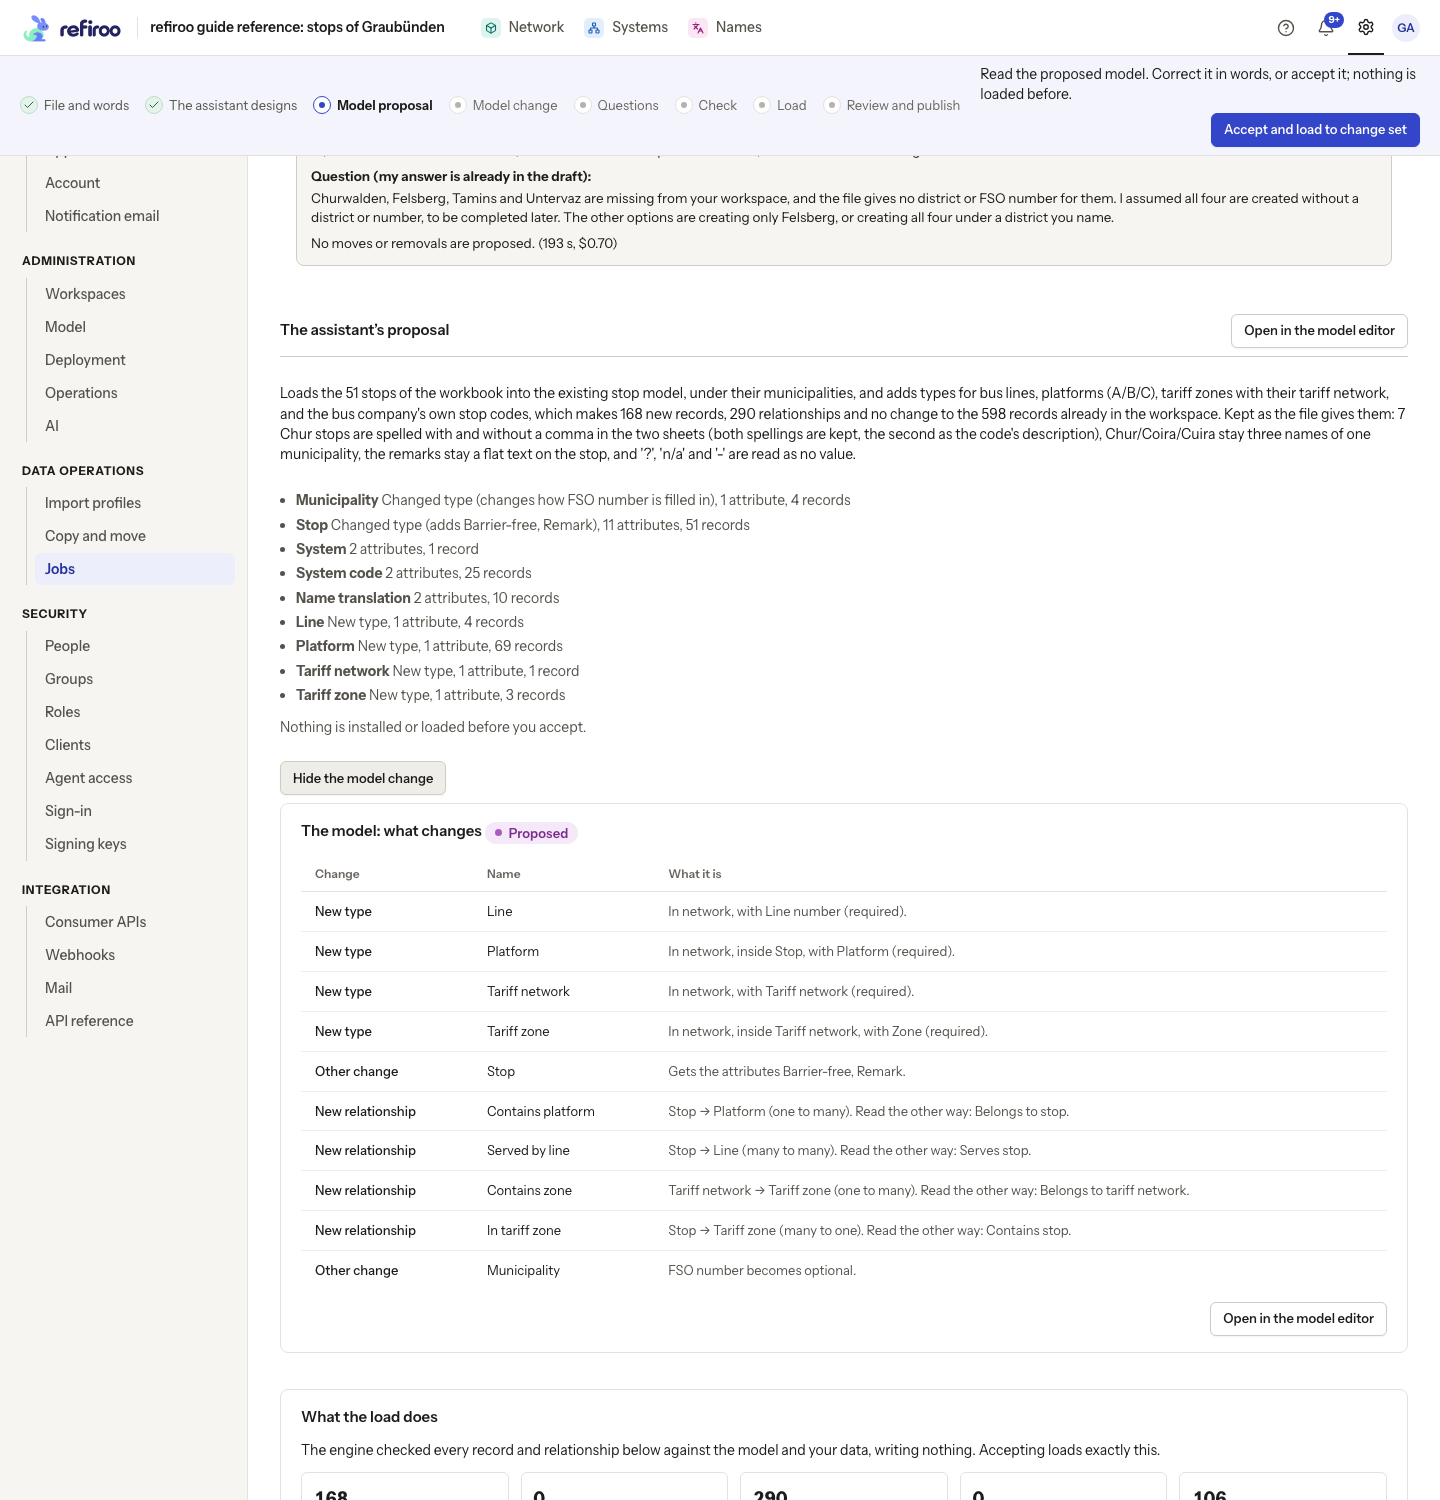 refiroo
refiroo guide reference: stops of Graubünden
Network
Systems
Names
9+
GA
File and words
The assistant designs
Model proposal
Model change
Questions
Check
Load
Review and publish
Read the proposed model. Correct it in words, or accept it; nothing is
loaded before.
Accept and load to change set
Account
Notification email
ADMINISTRATION
Workspaces
Model
Deployment
Operations
AI
DATA OPERATIONS
Import profiles
Copy and move
Jobs
SECURITY
People
Groups
Roles
Clients
Agent access
Sign-in
Signing keys
INTEGRATION
Consumer APIs
Webhooks
Mail
API reference
Question (my answer is already in the draft):
Churwalden, Felsberg, Tamins and Untervaz are missing from your workspace, and the file gives no district or FSO number for them. I assumed all four are created without a
district or number, to be completed later. The other options are creating only Felsberg, or creating all four under a district you name.
No moves or removals are proposed. (193 s, $0.70)
The assistant's proposal
Open in the model editor
Loads the 51 stops of the workbook into the existing stop model, under their municipalities, and adds types for bus lines, platforms (A/B/C), tariff zones with their tariff network,
and the bus company's own stop codes, which makes 168 new records, 290 relationships and no change to the 598 records already in the workspace. Kept as the file gives them: 7
Chur stops are spelled with and without a comma in the two sheets (both spellings are kept, the second as the code's description), Chur/Coira/Cuira stay three names of one
municipality, the remarks stay a flat text on the stop, and '?', 'n/a' and '-' are read as no value.
Municipality Changed type (changes how FSO number is filled in), 1 attribute, 4 records
Stop Changed type (adds Barrier-free, Remark), 11 attributes, 51 records
System 2 attributes, 1 record
System code 2 attributes, 25 records
Name translation 2 attributes, 10 records
Line New type, 1 attribute, 4 records
Platform New type, 1 attribute, 69 records
Tariff network New type, 1 attribute, 1 record
Tariff zone New type, 1 attribute, 3 records
Nothing is installed or loaded before you accept.
Hide the model change
The model: what changes
Proposed
Change Name What it is
New type Line In network, with Line number (required).
New type Platform In network, inside Stop, with Platform (required).
New type Tariff network In network, with Tariff network (required).
New type Tariff zone In network, inside Tariff network, with Zone (required).
Other change Stop Gets the attributes Barrier-free, Remark.
New relationship Contains platform Stop → Platform (one to many). Read the other way: Belongs to stop.
New relationship Served by line Stop → Line (many to many). Read the other way: Serves stop.
New relationship Contains zone Tariff network → Tariff zone (one to many). Read the other way: Belongs to tariff network.
New relationship In tariff zone Stop → Tariff zone (many to one). Read the other way: Contains stop.
Other change Municipality FSO number becomes optional.
Open in the model editor
What the load does
The engine checked every record and relationship below against the model and your data, writing nothing. Accepting loads exactly this.
168 0 290 0 106